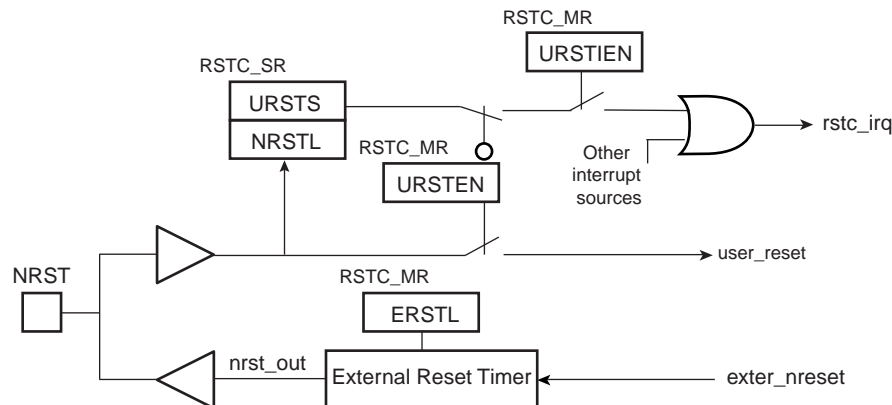 RSTC_MR
URSTIEN
RSTC_SR
URSTS
NRSTL
rstc_irq
RSTC_MR
Other
interrupt
sources
URSTEN
user_reset
NRST
RSTC_MR
ERSTL
nrst_out
External Reset Timer
exter_nreset